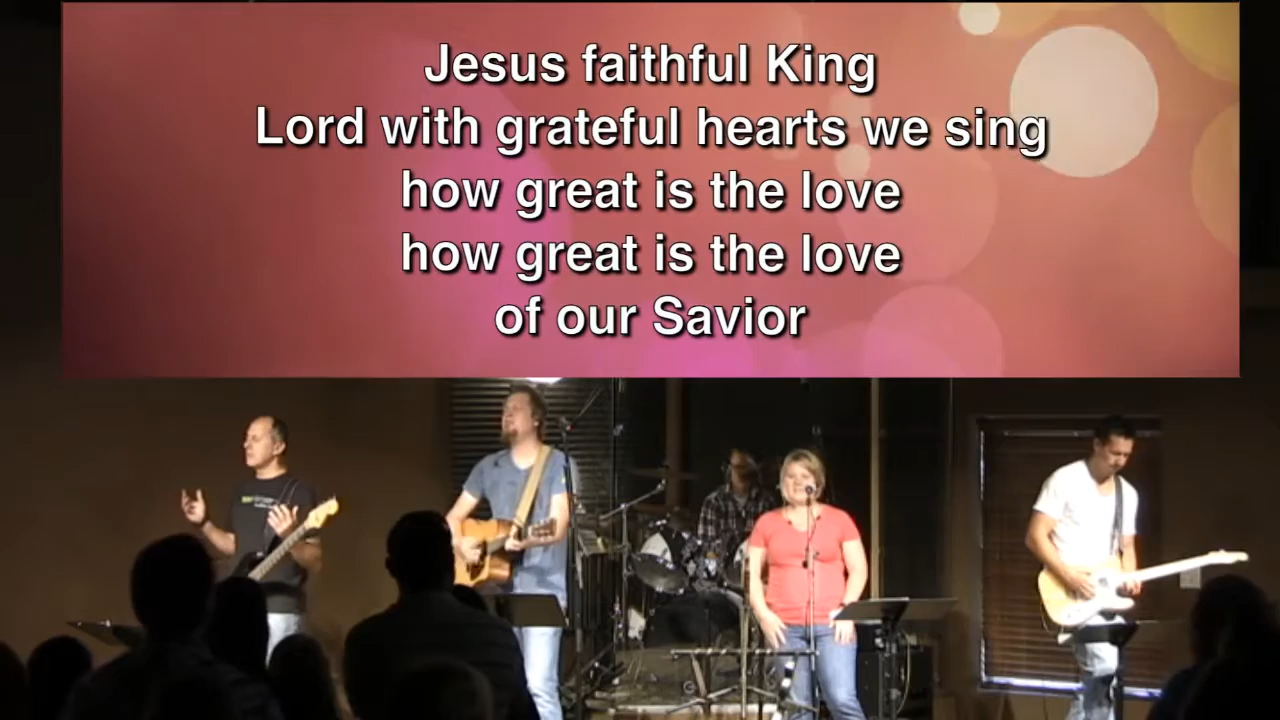 Jesus faithful King
Lord with grateful hearts we sing
how great is the love
how great is the love
of our Savior